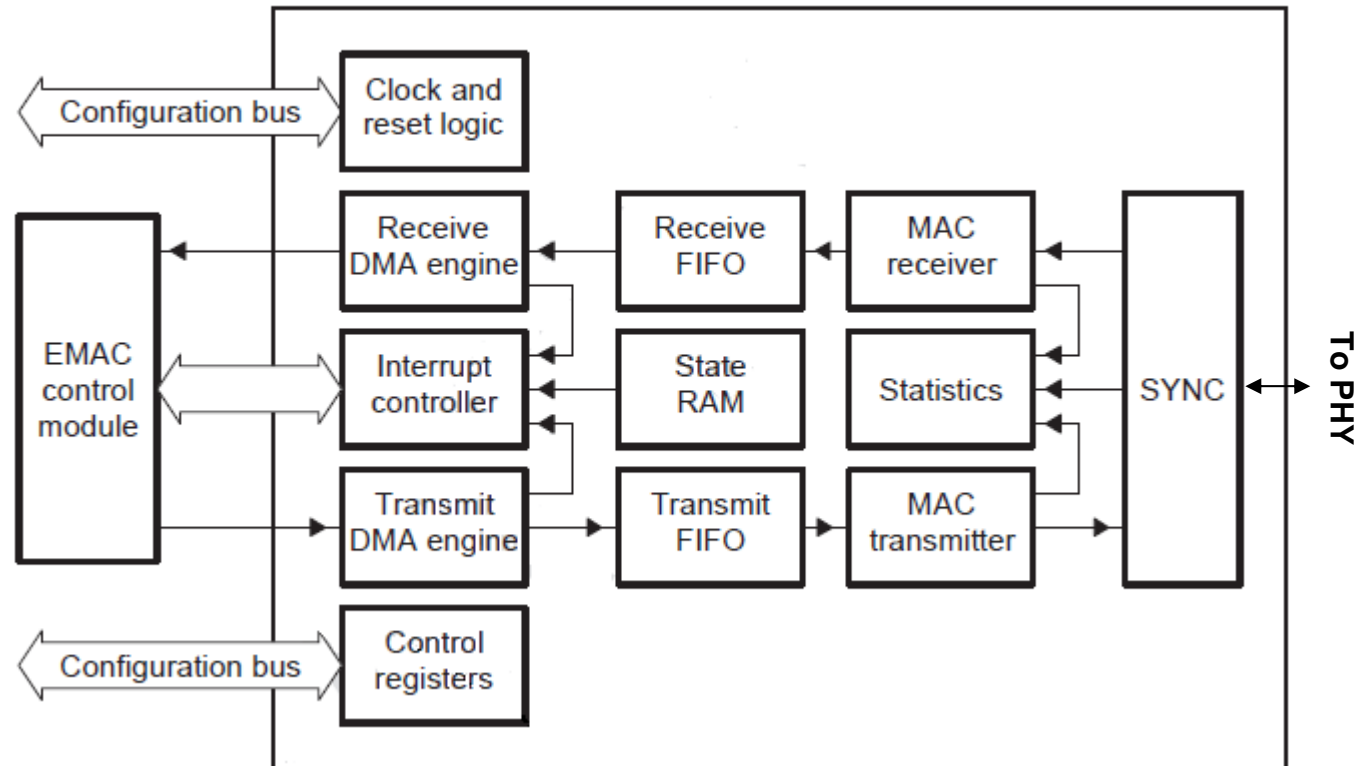 Configuration bus
Clock and
reset logic
Receive
DMA engine
Receive
FIFO
MAC
receiver
EMAC
control
module
Interrupt
controller
State
RAM
Statistics
SYNC
To PHY
Transmit
DMA engine
Transmit
FIFO
MAC
transmitter
Configuration bus
Control
registers